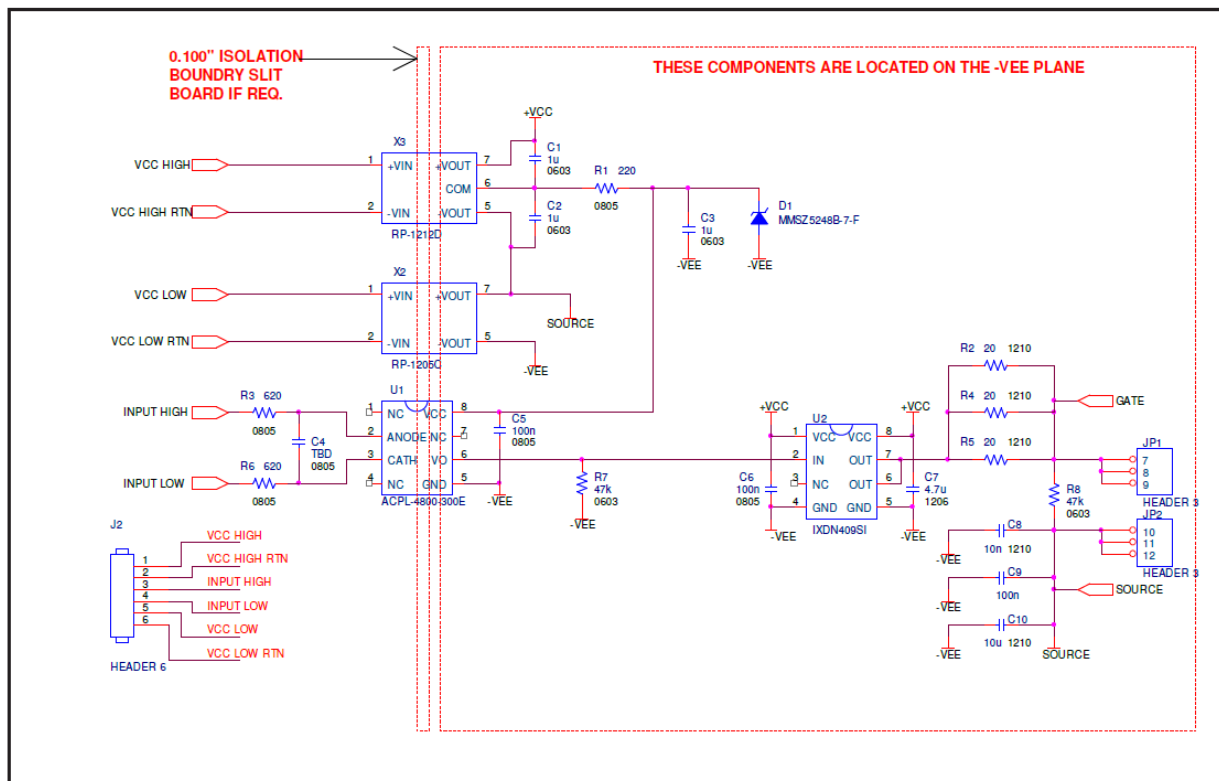 0.100" ISOLATION
BOUNDRY SLIT
BOARD IF REQ.
THESE COMPONENTS ARE LOCATED ON THE -VEE PLANE
+VCC
X3
VCC HIGH
1
+VIN
+VOUT
7
C1
1u
0603
COM
6
R1 220
0805
VCC HIGH RTN
2
-VIN
-VOUT
5
RP-1212D
C2
1u
0603
C3
1u
0603
-VEE
D1
MMSZ5248B-7-F
-VEE
X2
VCC LOW
1
+VIN
+VOUT
7
SOURCE
VCC LOW RTN
2
-VIN
-VOUT
5
RP-1205C
-VEE
U1
INPUT HIGH
R3 620
0805
C4
TBD
0805
INPUT LOW
R6 620
0805
1
NC
VCC
8
2
ANODE
NC
7
3
CATH
VO
6
4
NC
GND
5
ACPL-4800-300E
C5
100n
0805
-VEE
R7
47k
0603
-VEE
+VCC
U2
+VCC
1
VCC
VCC
8
2
IN
OUT
7
3
NC
OUT
6
4
GND
GND
5
IXDN409SI
C6
100n
0805
-VEE
C7
4.7u
1206
-VEE
R2 20 1210
R4 20 1210
R5 20 1210
GATE
JP1
7
8
9
HEADER 3
R8
47k
0603
JP2
10
11
12
HEADER 3
C8
10n 1210
-VEE
C9
100n
-VEE
SOURCE
C10
10u 1210
-VEE
SOURCE
J2
1
VCC HIGH
2
VCC HIGH RTN
3
INPUT HIGH
4
INPUT LOW
5
VCC LOW
6
VCC LOW RTN
HEADER 6